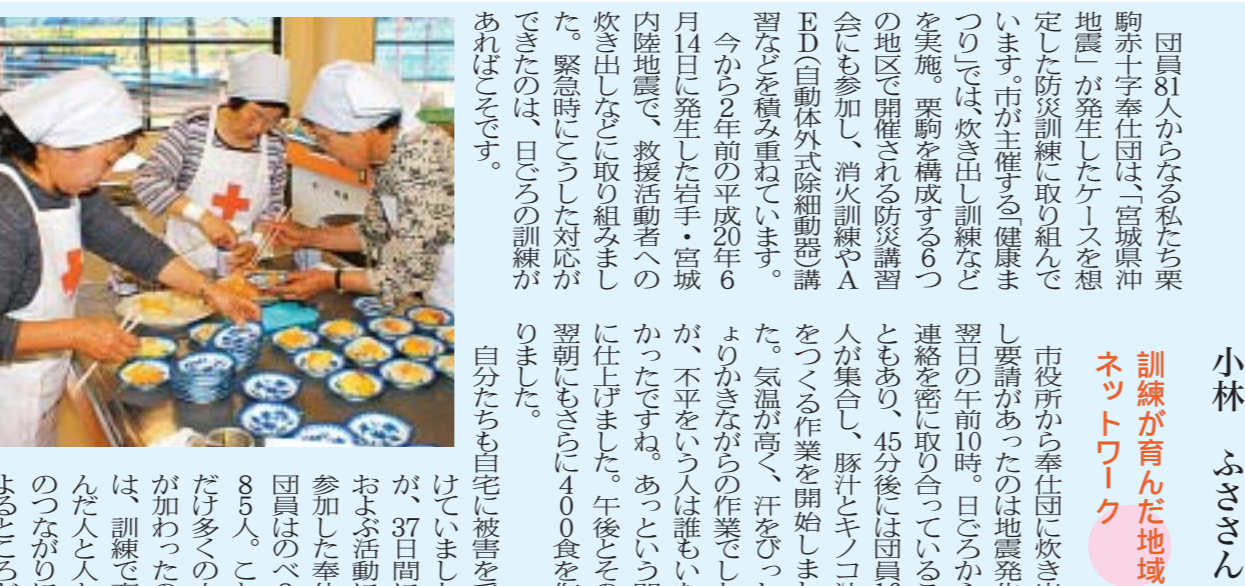 小林　ふささん
訓練が育んだ地域
ネットワーク
　団員81人からなる私たち栗
駒赤十字奉仕団は、「宮城県沖
地震」が発生したケースを想
定した防災訓練に取り組んで
います。市が主催する「健康ま
つり」では、炊き出し訓練など
を実施。栗駒を構成する6つ
の地区で開催される防災講習
会にも参加し、消火訓練やA
ED(自動体外式除細動器)講
習などを積み重ねています。
　今から2年前の平成20年6
月14日に発生した岩手・宮城
内陸地震で、救援活動者への
炊き出しなどに取り組みまし
た。緊急時にこうした対応が
できたのは、日ごろの訓練が
あればこそです。
　市役所から奉仕団に炊き出
し要請があったのは地震発生
翌日の午前10時。日ごろから
連絡を密に取り合っているこ
ともあり、45分後には団員
人が集合し、豚汁とキノコ
をつくる作業を開始しまし
た。気温が高く、汗をびっ
ょりかきながらの作業でし
が、不平をいう人は誰もいな
かったですね。あっという間
に仕上げました。午後とその
翌朝にもさらに400食を作
りました。
　自分たちも自宅に被害を受
けていまし
が、37日間に
およぶ活動に
参加した奉仕
団員はのべ
85人。こ
だけ多くの
が加わったの
は、訓練で
んだ人と人
のつながりに
よるところ